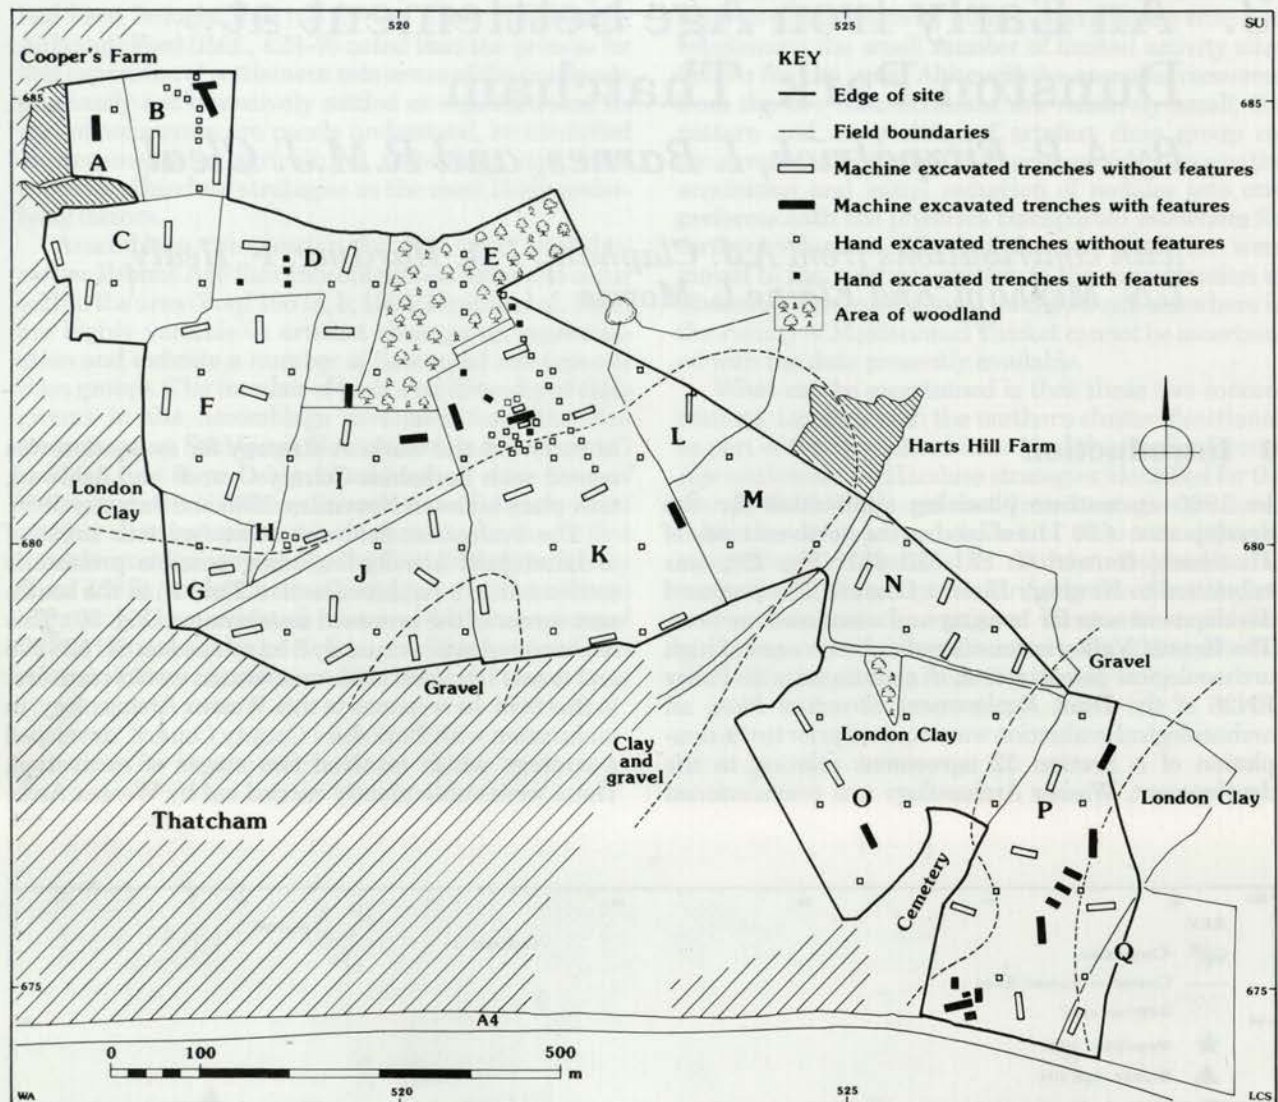 520
525
SU
Cooper's Farm
685
685
KEY
Edge of site
Field boundaries
Machine excavated trenches without features
Machine excavated trenches with features
Hand excavated trenches without features
Hand excavated trenches with features
Area of woodland
A
B
C
D
E
F
G
H
I
J
K
L
M
N
O
P
Q
Harts Hill Farm
London
Clay
680
680
Gravel
Gravel
Clay
and
gravel
London Clay
London Clay
Thatcham
Cemetery
675
675
A4
0
100
500
m
WA
520
525
LCS